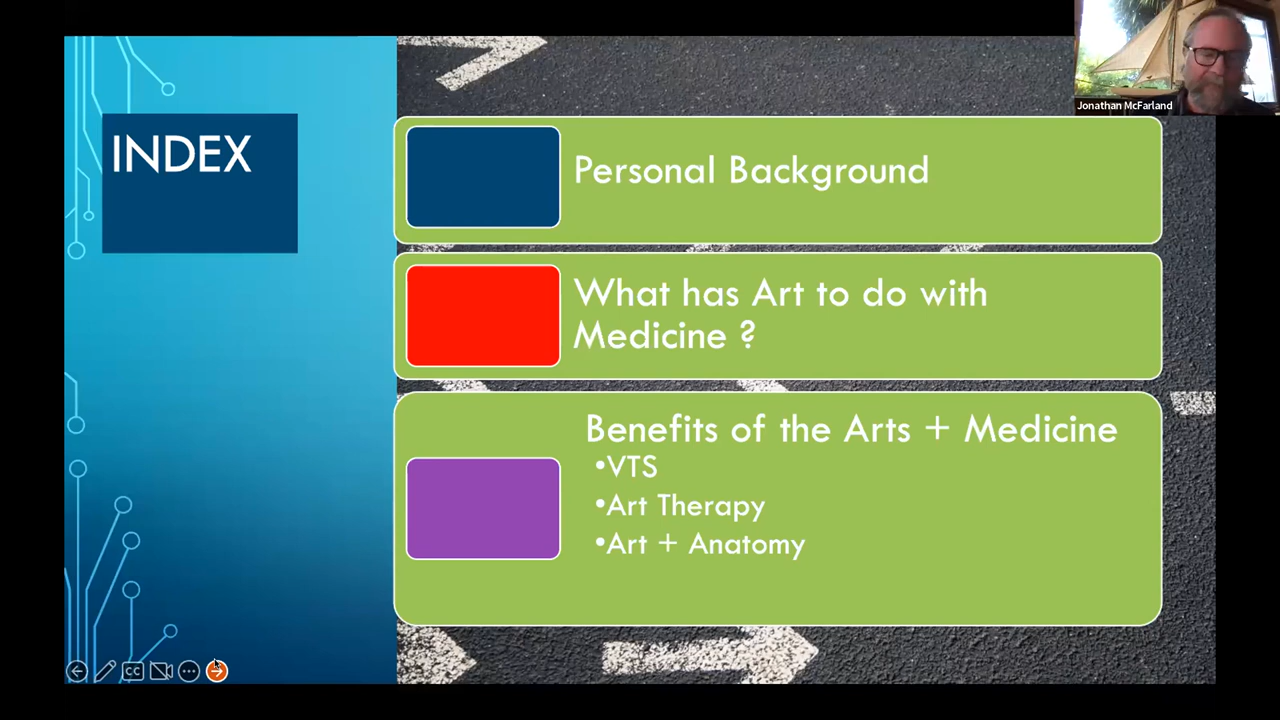 INDEX
Personal Background
What has Art to do with
Medicine ?
Benefits of the Arts + Medicine
•VTS
•Art Therapy
•Art + Anatomy
Jonathan McFarland
CC